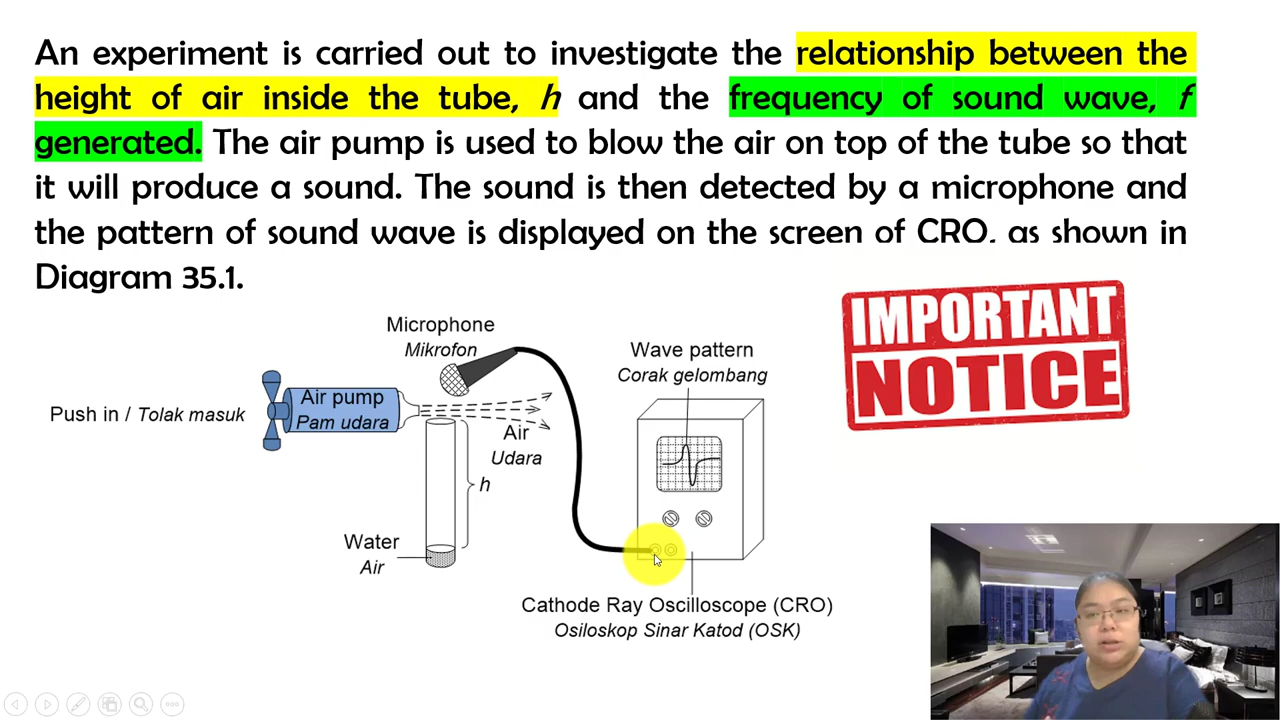 An experiment is carried out to investigate the relationship between the
height of air inside the tube, h and the frequency of sound wave, f
generated. The air pump is used to blow the air on top of the tube so that
it will produce a sound. The sound is then detected by a microphone and
the pattern of sound wave is displayed on the screen of CRO, as shown in
Diagram 35.1.
IMPORTANT
NOTICE
Microphone
Mikrofon
Wave pattern
Corak gelombang
Push in / Tolak masuk
Air pump
Pam udara
Air
Udara
h
Water
Air
Cathode Ray Oscilloscope (CRO)
Osiloskop Sinar Katod (OSK)